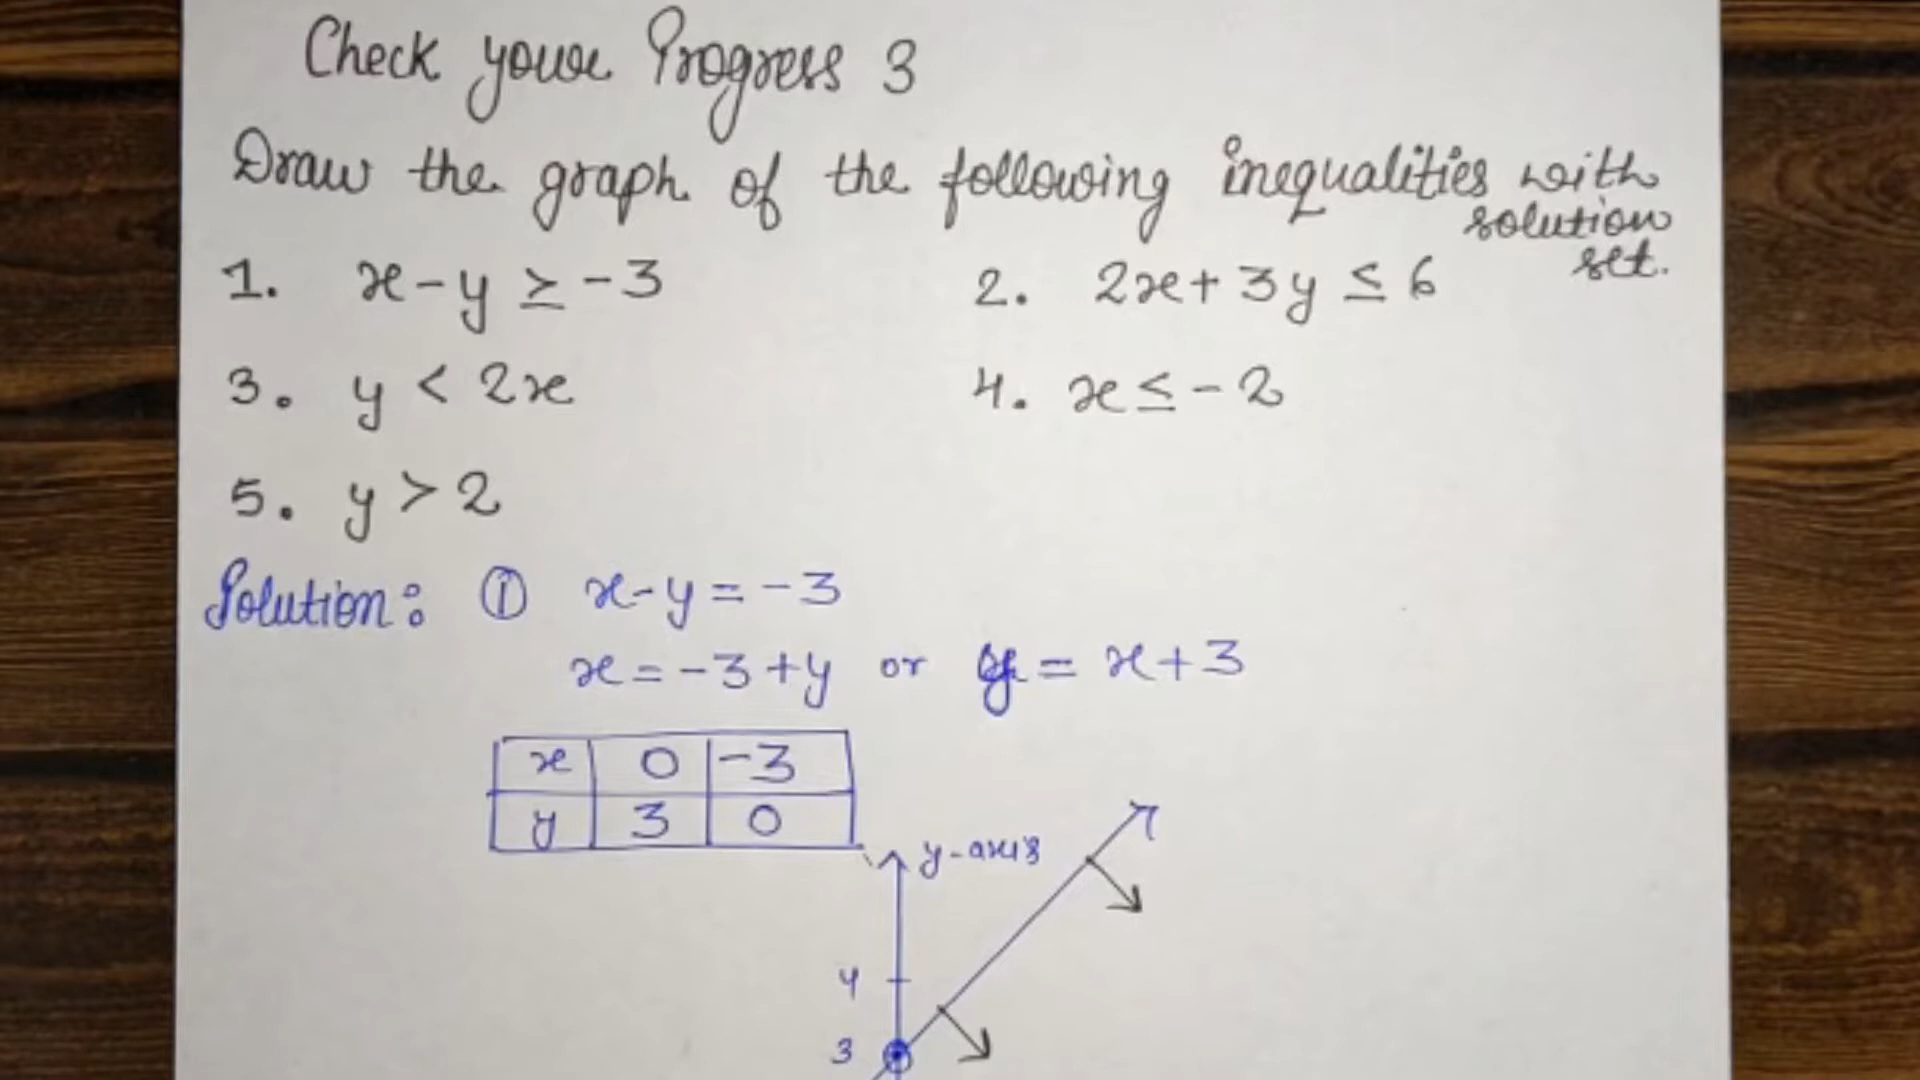 Check your Progress 3
Draw the graph of the following inequalities with solution set.
1. x-y ≥ -3
2. 2x+3y ≤ 6
3. y < 2x
4. x ≤ -2
5. y > 2
Solution: ① x-y = -3
x = -3+y or y = x+3
x 0 -3
y 3 0
y-axis
4
3